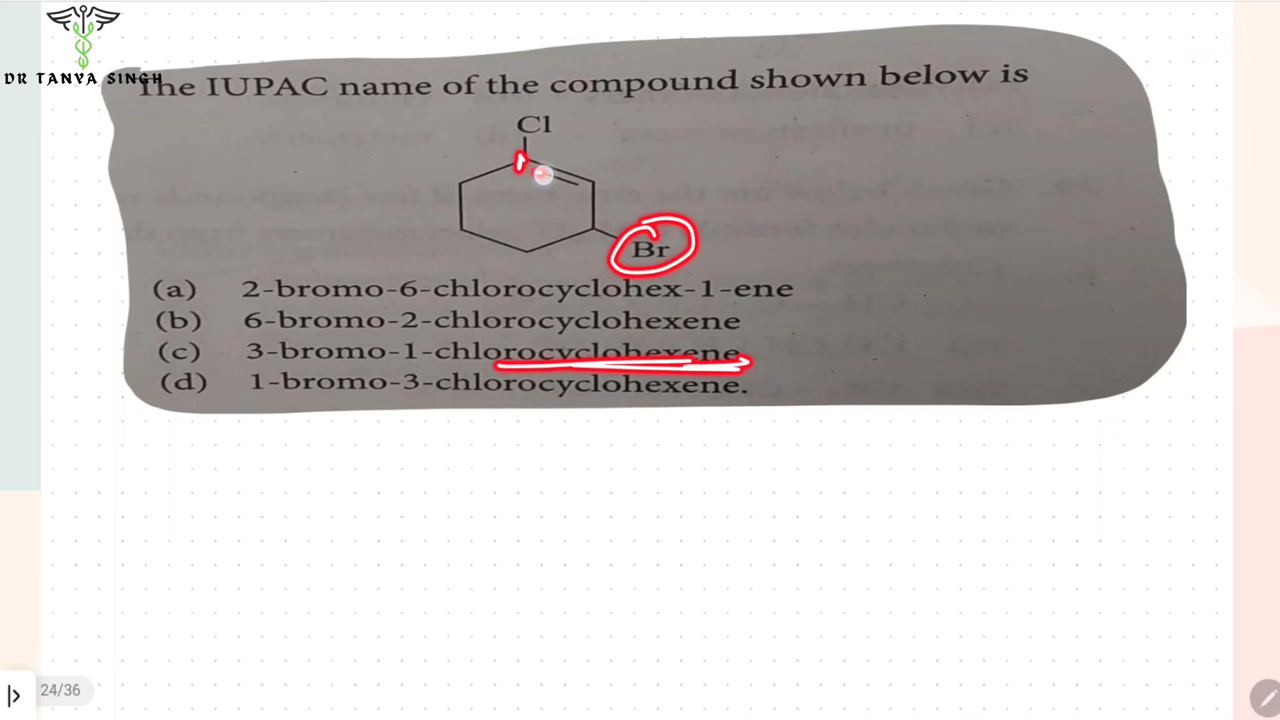 DR TANYA SINGH
The IUPAC name of the compound shown below is
Cl
Br
(a) 2-bromo-6-chlorocyclohex-1-ene
(b) 6-bromo-2-chlorocyclohexene
(c) 3-bromo-1-chlorocyclohexene
(d) 1-bromo-3-chlorocyclohexene.
24/36